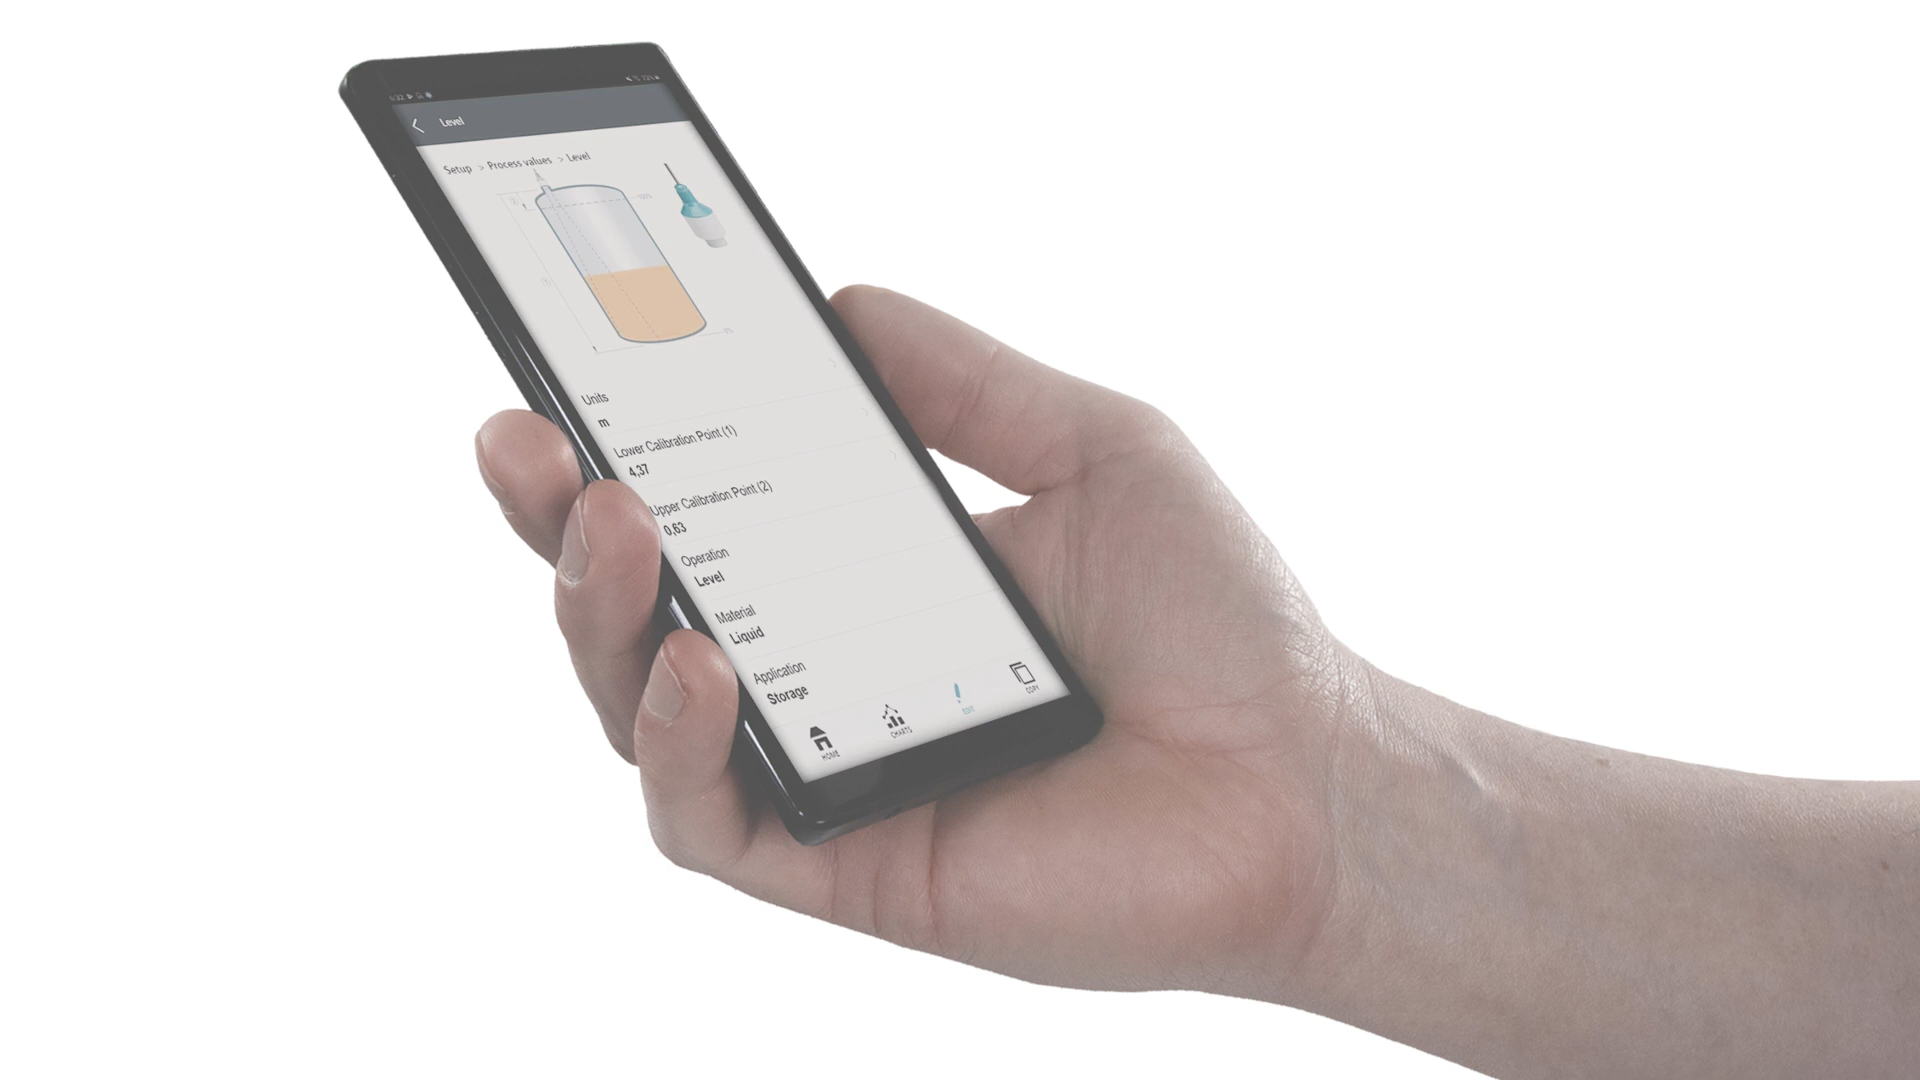 Level
Setup > Process values > Level
100%
Units
m
Lower Calibration Point (1)
4,37
Upper Calibration Point (2)
0,63
Operation
Level
Material
Liquid
Application
Storage
HOME
CHARTS
EDIT
COPY